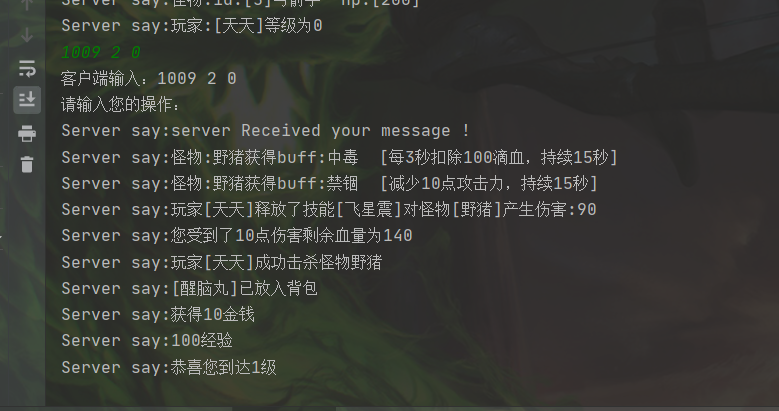 Server say:玩家:[天天]等级为0
1009 2 0
客户端输入: 1009 2 0
请输入您的操作:
Server say:server Received your message !
Server say:怪物:野猪获得buff:中毒  [每3秒扣除100滴血，持续15秒]
Server say:怪物:野猪获得buff:禁锢  [减少10点攻击力，持续15秒]
Server say:玩家[天天]释放了技能[飞星震]对怪物[野猪]产生伤害:90
Server say:您受到了10点伤害剩余血量为140
Server say:玩家[天天]成功击杀怪物野猪
Server say:[醒脑丸]已放入背包
Server say:获得10金钱
Server say:100经验
Server say:恭喜您到达1级